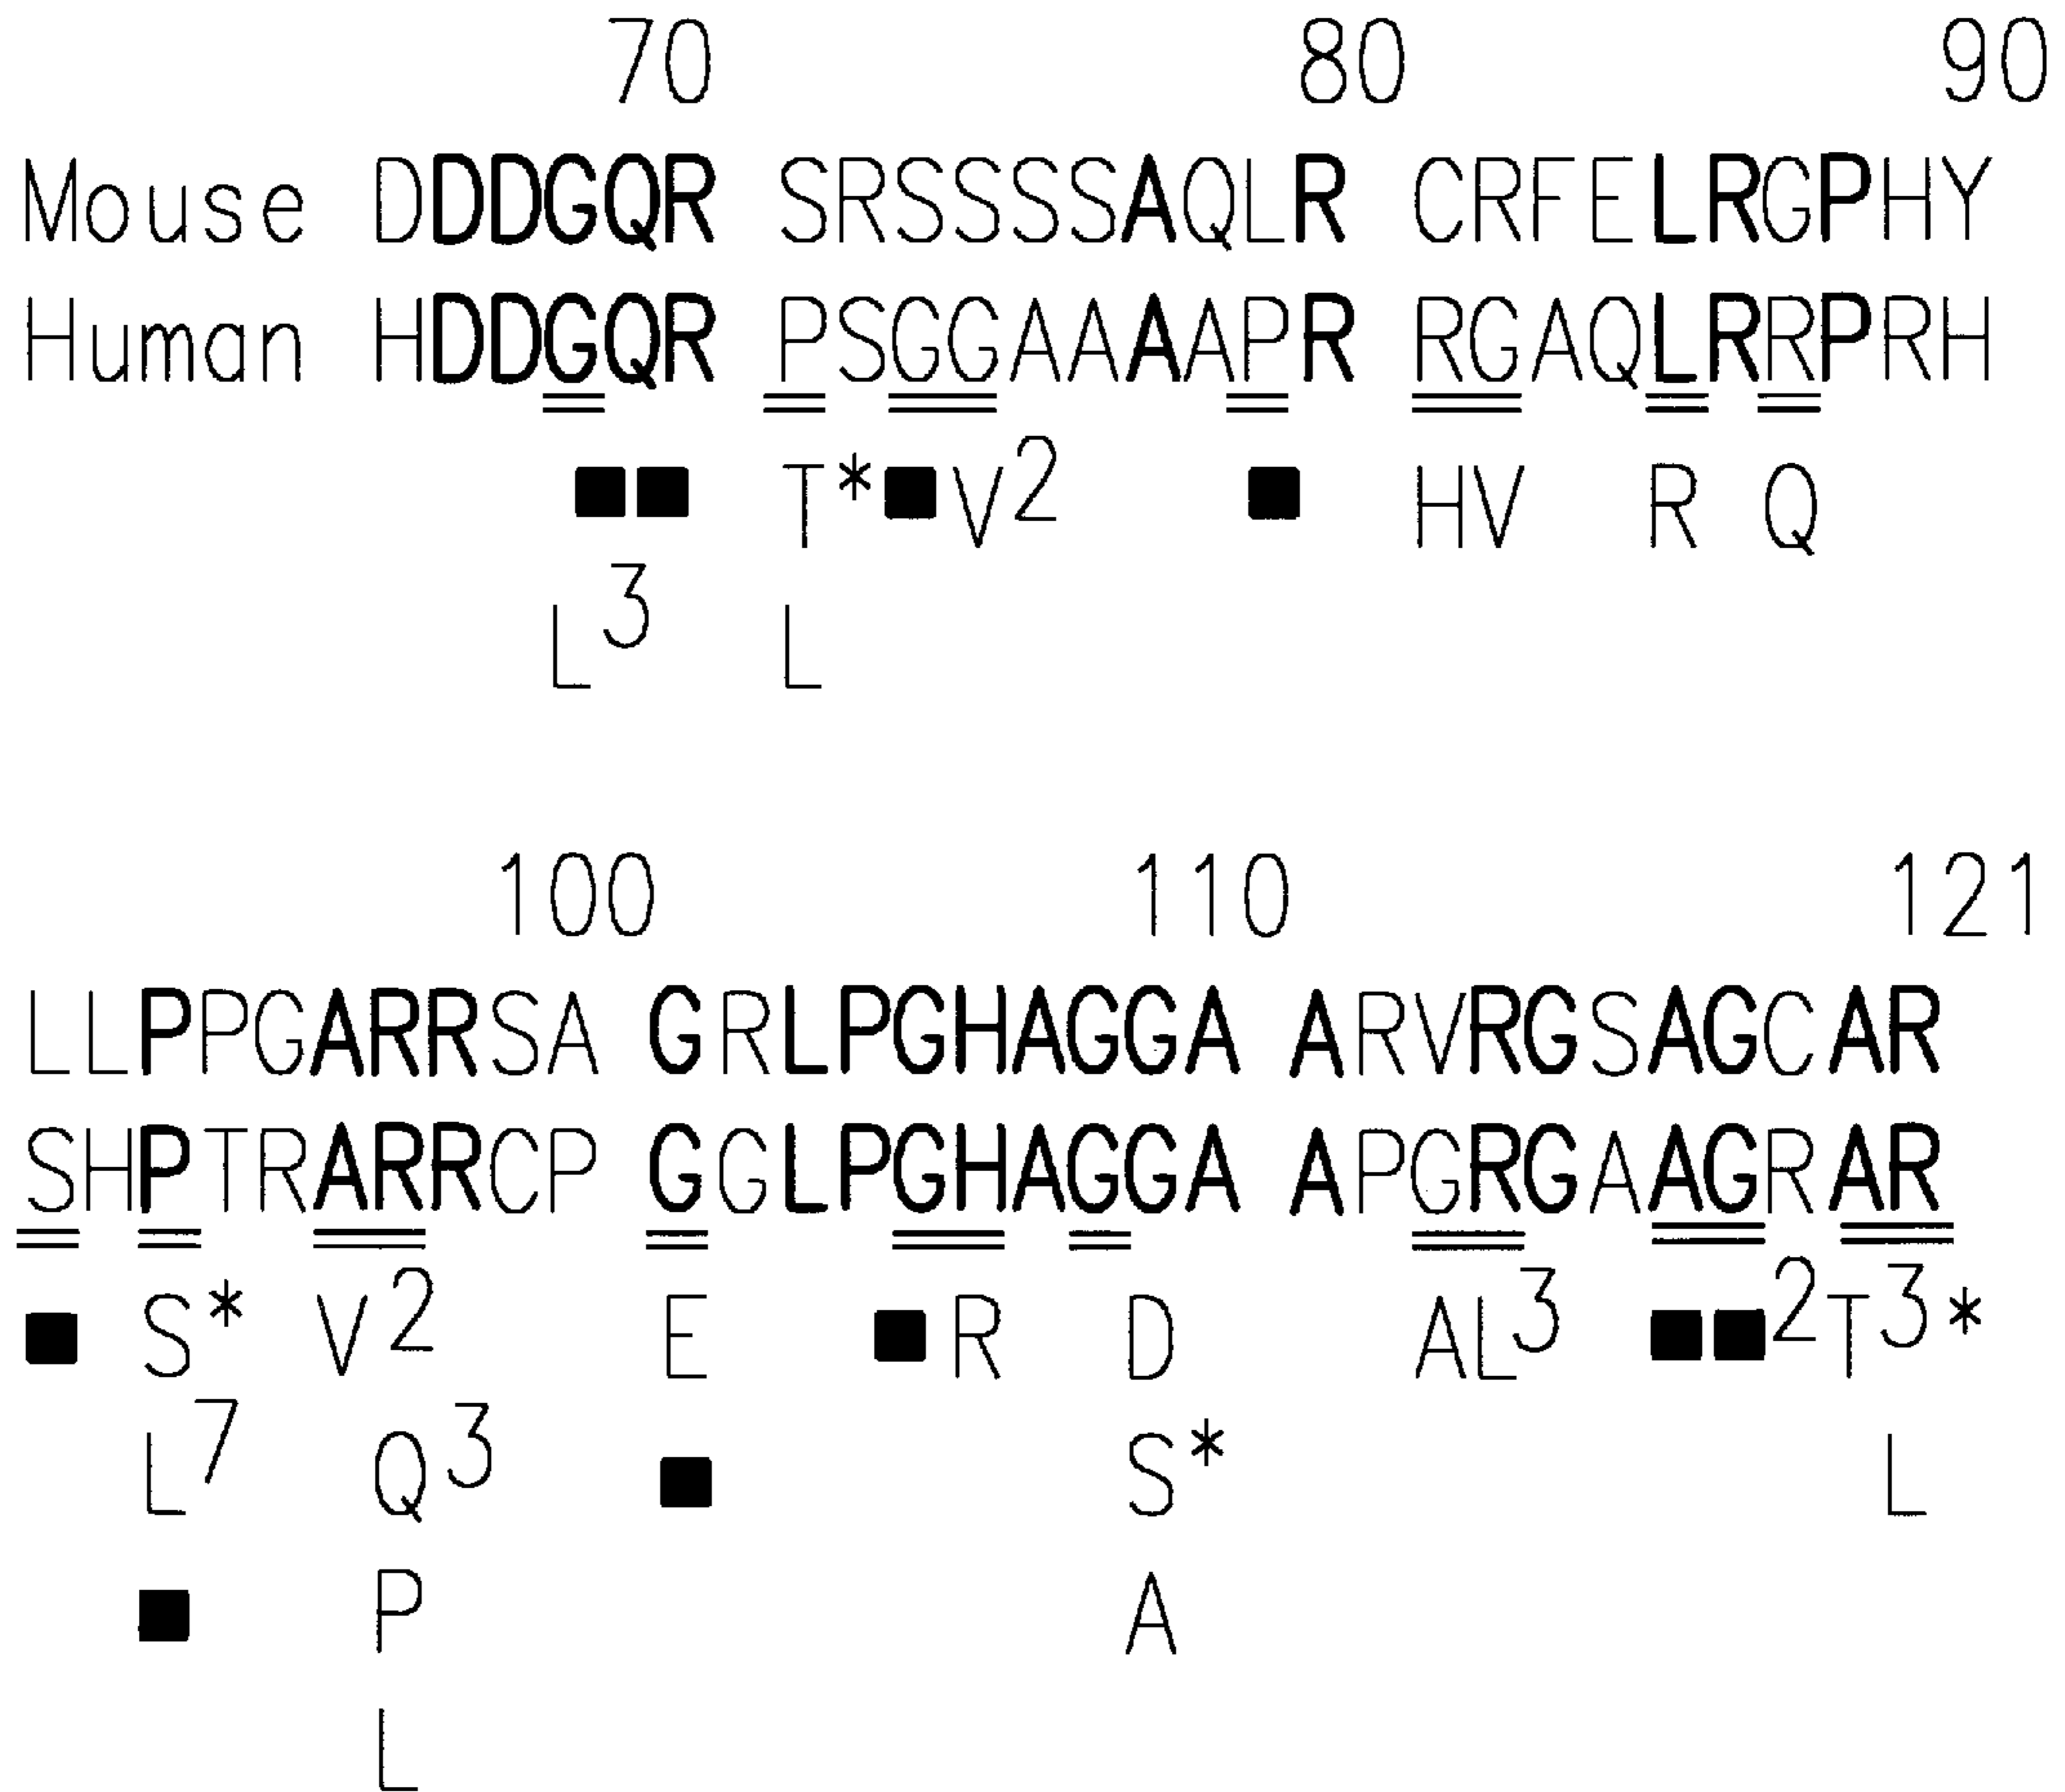 70 80 90
Mouse DDDGQR SRSSSSAQLR CRFELRGPHY
Human HDDGQR PSGGAAAAPR RGAQLRRPRH
■■ T*■V2 ■ HV R Q
L3 L
100 110 121
LLPPGARRSA GRLPGHAGGA ARVRGSAGCAR
SHPTRARRCP GGLPGHAGGA APGRGAAGRAR
■ S* V2 E ■R D AL3 ■■2T3*
L7 Q3 ■ S* L
■ P A
L